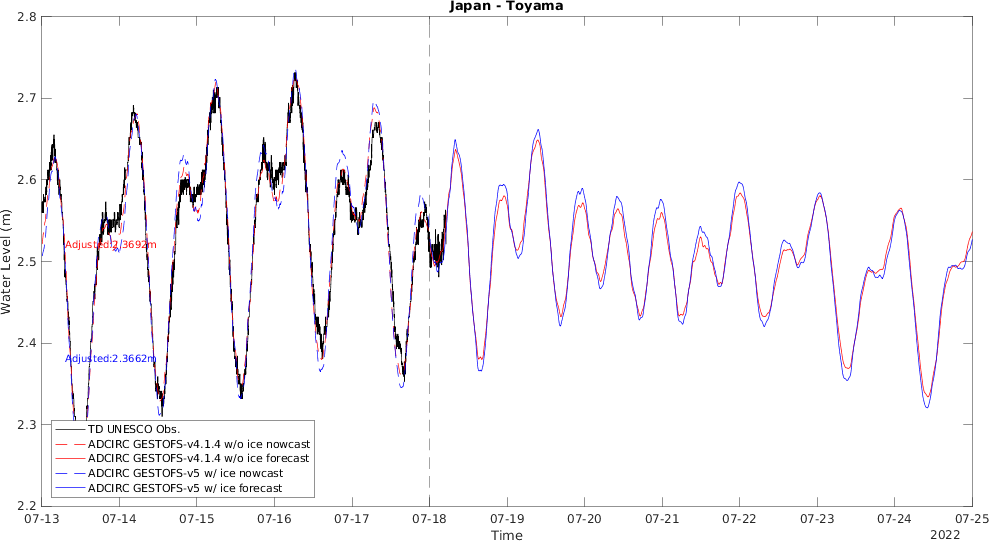 Japan - Toyama
2.8
2.7
2.6
2.5
2.4
2.3
2.2
Water Level (m)
Adjusted:2.3692m
Adjusted:2.3662m
TD UNESCO Obs.
ADCIRC GESTOFS-v4.1.4 w/o ice nowcast
ADCIRC GESTOFS-v4.1.4 w/o ice forecast
ADCIRC GESTOFS-v5 w/ ice nowcast
ADCIRC GESTOFS-v5 w/ ice forecast
07-13 07-14 07-15 07-16 07-17 07-18 07-19 07-20 07-21 07-22 07-23 07-24 07-25
Time
2022